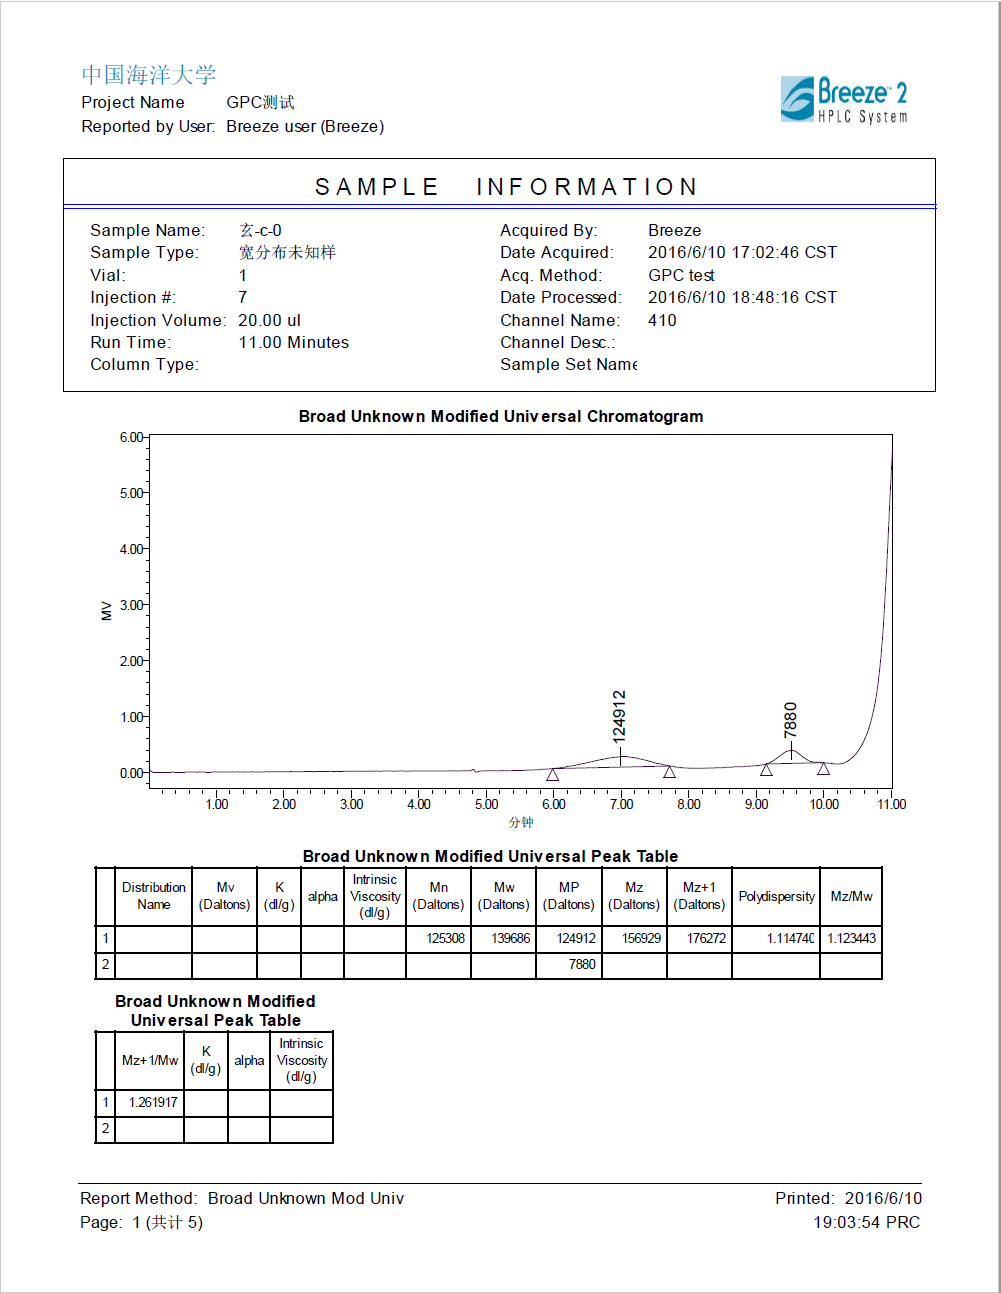 中国海洋大学
Project Name GPC测试
Reported by User: Breeze user (Breeze)
Breeze™ 2
HPLC System
SAMPLE INFORMATION
Sample Name: 玄-c-0 Acquired By: Breeze
Sample Type: 宽分布未知样 Date Acquired: 2016/6/10 17:02:46 CST
Vial: 1 Acq. Method: GPC test
Injection #: 7 Date Processed: 2016/6/10 18:48:16 CST
Injection Volume: 20.00 ul Channel Name: 410
Run Time: 11.00 Minutes Channel Desc.:
Column Type: Sample Set Name
Broad Unknown Modified Universal Chromatogram
6.00
5.00
4.00
3.00
2.00
1.00
0.00
MV
124912
7880
1.00 2.00 3.00 4.00 5.00 6.00 7.00 8.00 9.00 10.00 11.00
分钟
Broad Unknown Modified Universal Peak Table
Distribution Name Mv (Daltons) K (dl/g) alpha Intrinsic Viscosity (dl/g) Mn (Daltons) Mw (Daltons) MP (Daltons) Mz (Daltons) Mz+1 (Daltons) Polydispersity Mz/Mw
1 125308 139686 124912 156929 176272 1.114740 1.123443
2 7880
Broad Unknown Modified
Universal Peak Table
Mz+1/Mw K (dl/g) alpha Intrinsic Viscosity (dl/g)
1 1.261917
2
Report Method: Broad Unknown Mod Univ Printed: 2016/6/10
Page: 1 (共计 5) 19:03:54 PRC